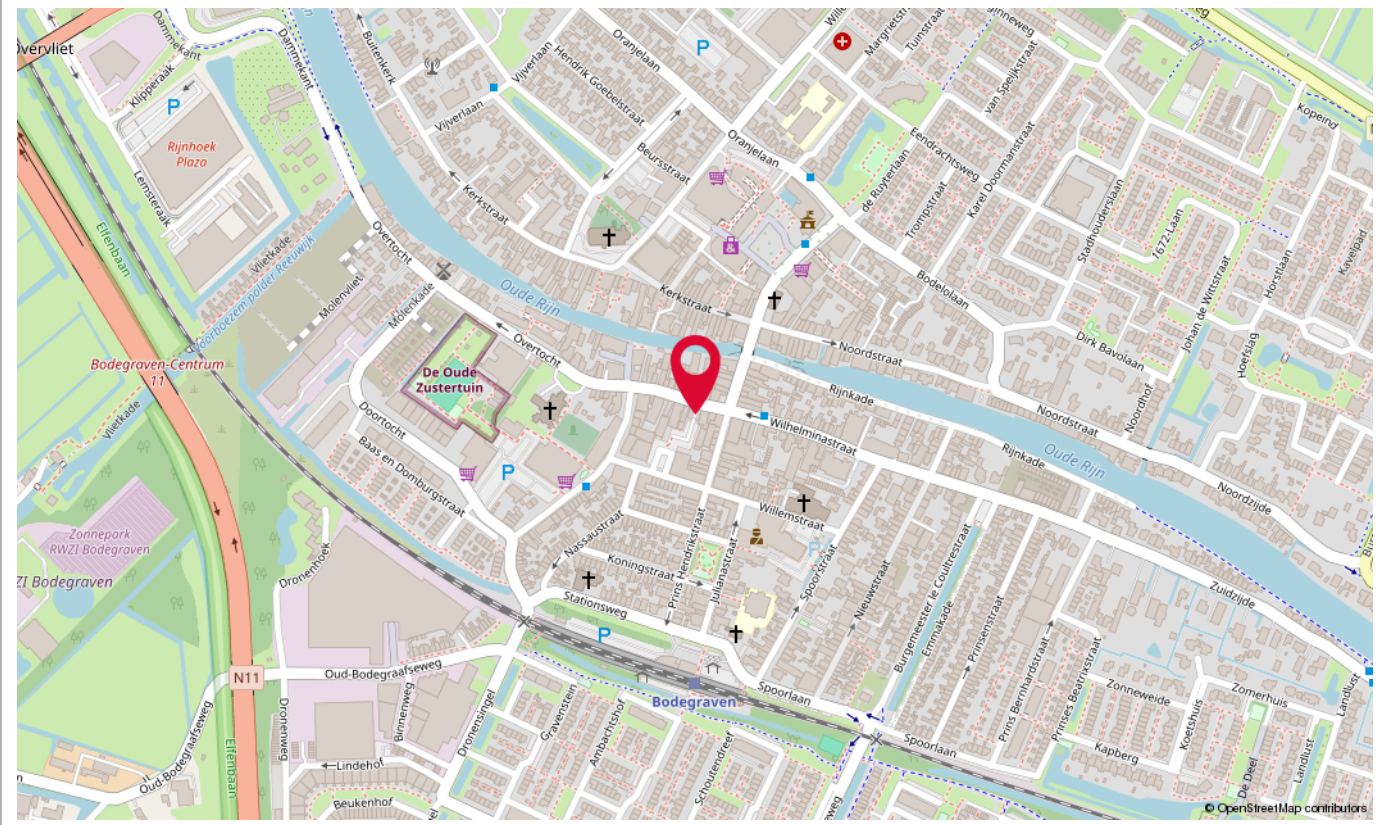 Overvliet
Dammekant
Klipperaak
P
Rijnhoek
Plaza
Lemsteraak
Dammekant
Buitenkerk
Vijverlaan
Vijverlaan
Hendrik Goebelstraat
Oranjelaan
P
Margrietstr
Tuinstraat
van Speijkstraat
Kopeind
Oranjelaan
Eendrachtsweg
Karel Doormanstraat
Beursstraat
de Ruyterlaan
Trompstraat
Stadhouderslaan
1672-Laan
Kavelpad
Horstlaan
Johan de Wittstraat
Kerkstraat
Elfenbaan
Vlietkade
Voorboezem polder Reeuwijk
Molenvliet
Overtocht
Molenkade
Oude Rijn
Kerkstraat
Bodelolaan
Noordstraat
Dirk Bavolaan
Hoefslag
Bodegraven-Centrum
11
Vlietkade
De Oude
Zustertuin
Overtocht
Rijnkade
Noordhof
Noordstraat
Doortocht
Baas en Domburgstraat
P
Wilhelminastraat
Rijnkade
Oude Rijn
Noordzijde
Zonnepark
RWZI Bodegraven
ZI Bodegraven
Dronenhoek
Nassaustraat
Koningstraat
Prins Hendrikstraat
Julianastraat
Willemstraat
P
Spoorstraat
Nieuwstraat
Burgemeester le Coultrestraat
Emmakade
Prinsenstraat
Zuidzijde
Stationsweg
P
Prins Bernhardstraat
Prinses Beatrixstraat
N11
Oud-Bodegraafseweg
Oud-Bodegraafseweg
Dronenweg
Binnenweg
Dronensingel
Gravenstein
Ambachtshof
Schoutendreef
Bodegraven
Spoorlaan
Spoorlaan
Zonneweide
Zomerhuis
Koetshuis
Kapberg
De Deel
Landlust
Landlust
Elfenbaan
Lindehof
Beukenhof
© OpenStreetMap contributors